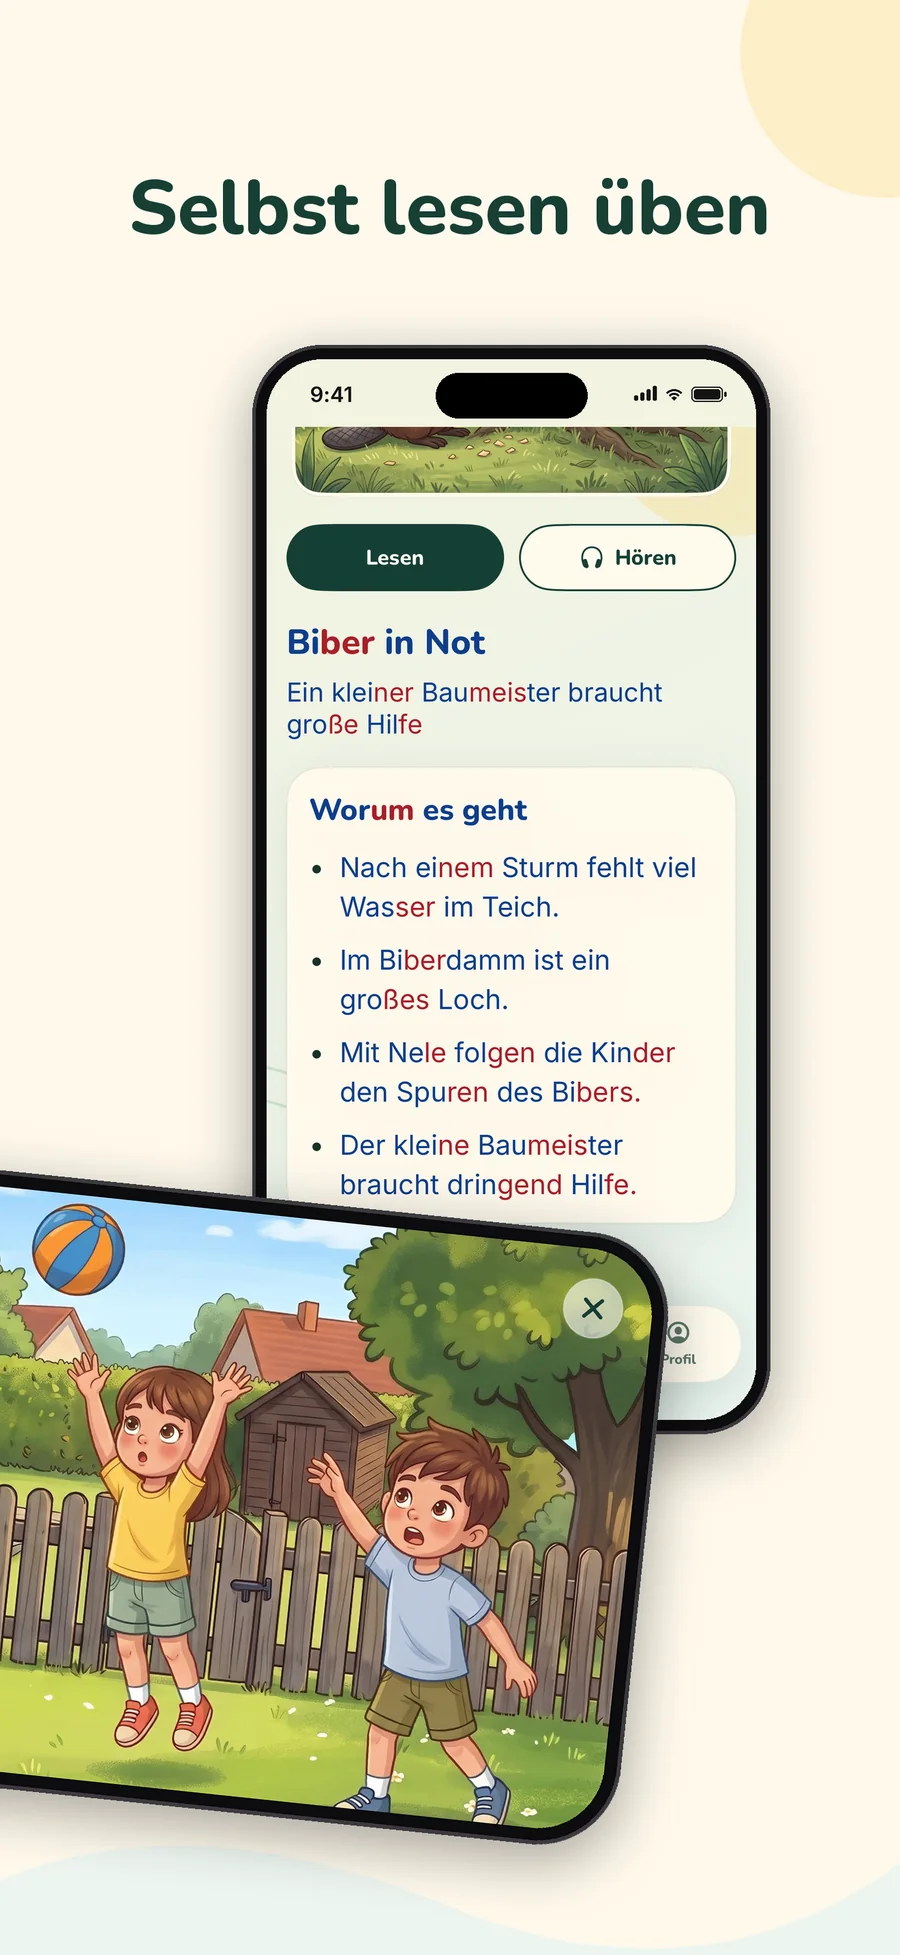 Selbst lesen üben
9:41
Lesen
Hören
Biber in Not
Ein kleiner Baumeister braucht
große Hilfe
Worum es geht
• Nach einem Sturm fehlt viel
Wasser im Teich.
• Im Biberdamm ist ein
großes Loch.
• Mit Nele folgen die Kinder
den Spuren des Bibers.
• Der kleine Baumeister
braucht dringend Hilfe.
Profil